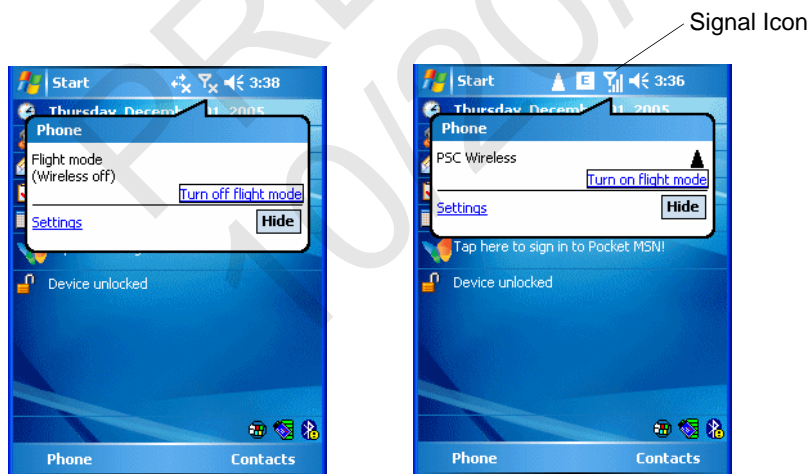 Signal Icon
Start 3:38
Thursday, Decemb 2005
Phone
Flight mode
(Wireless off)
Turn off flight mode
Settings
Hide
Device unlocked
Phone Contacts
Start E 3:36
Thursday, Decemb 01, 2005
Phone
PSC Wireless
Turn on flight mode
Settings
Hide
Tap here to sign in to Pocket MSN!
Device unlocked
Phone Contacts